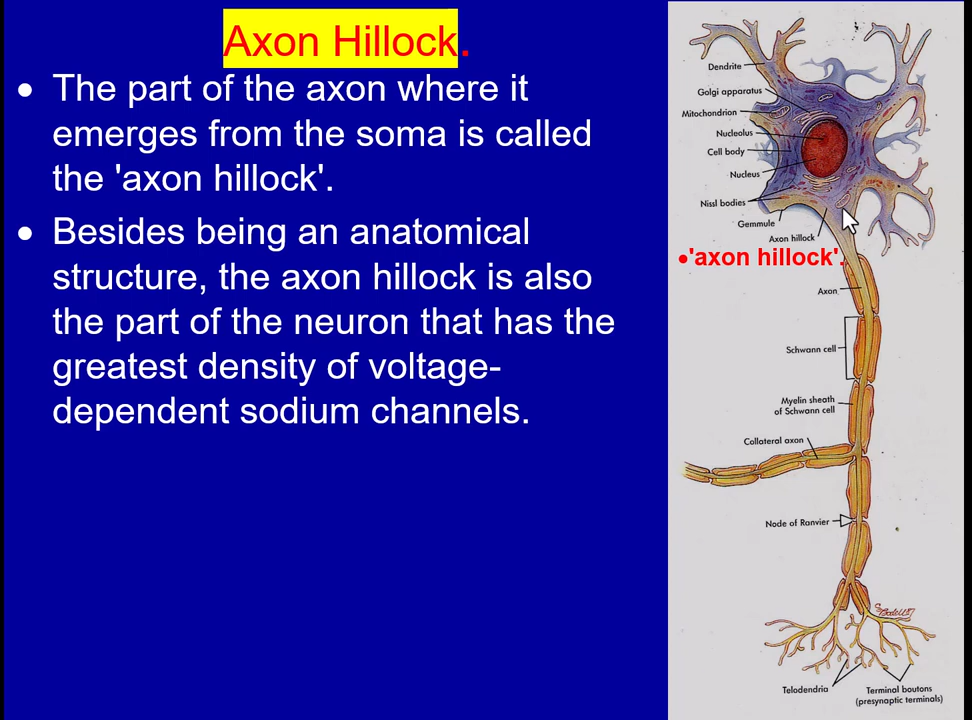 Axon Hillock.
• The part of the axon where it
emerges from the soma is called
the 'axon hillock'.
• Besides being an anatomical
structure, the axon hillock is also
the part of the neuron that has the
greatest density of voltage-
dependent sodium channels.
Dendrite
Golgi apparatus
Mitochondrion
Nucleolus
Cell body
Nucleus
Nissl bodies
Gemmule
Axon hillock
•'axon hillock'.
Axon
Schwann cell
Myelin sheath
of Schwann cell
Collateral axon
Node of Ranvier
Telodendria
Terminal boutons
(presynaptic terminals)